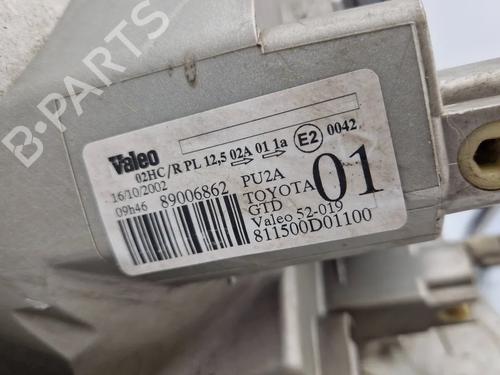 B-PARTS
Valeo
02HC/R PL 12,5 02A 01 1a E2 0042
16/10/2002
09h46 89006862 PU2A
TOYOTA 01
GTD
Valeo 52-019
811500D01100